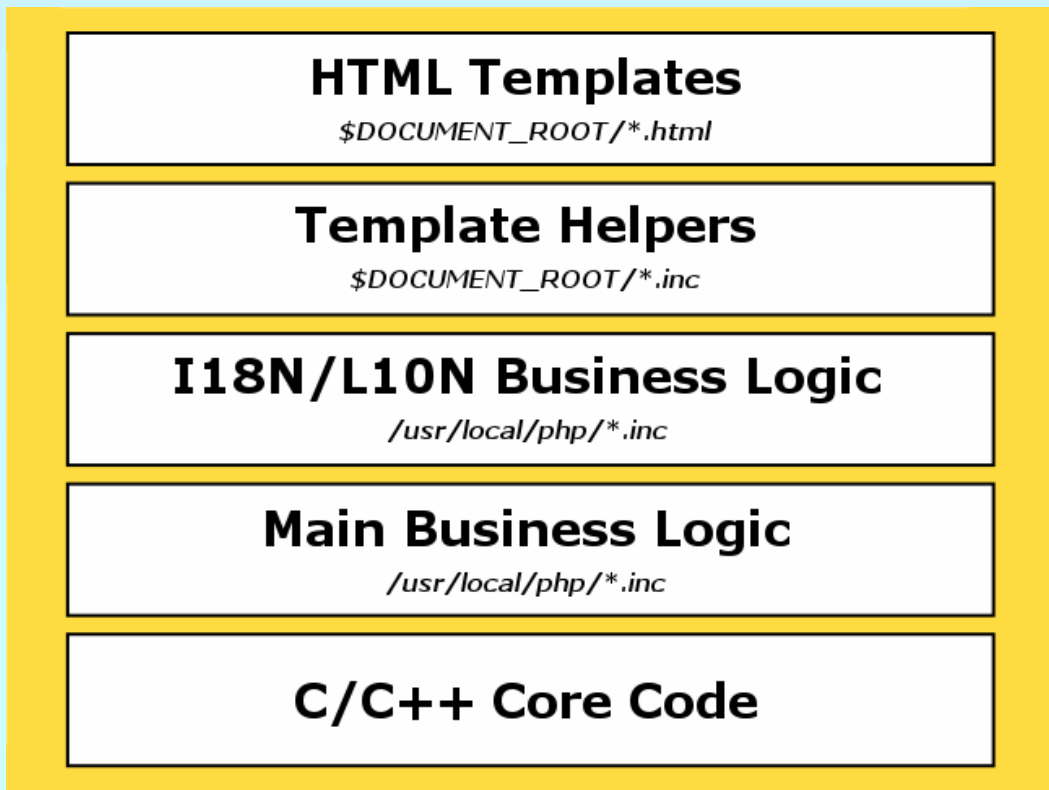 HTML Templates
$DOCUMENT_ROOT/*.html
Template Helpers
$DOCUMENT_ROOT/*.inc
I18N/L10N Business Logic
/usr/local/php/*.inc
Main Business Logic
/usr/local/php/*.inc
C/C++ Core Code